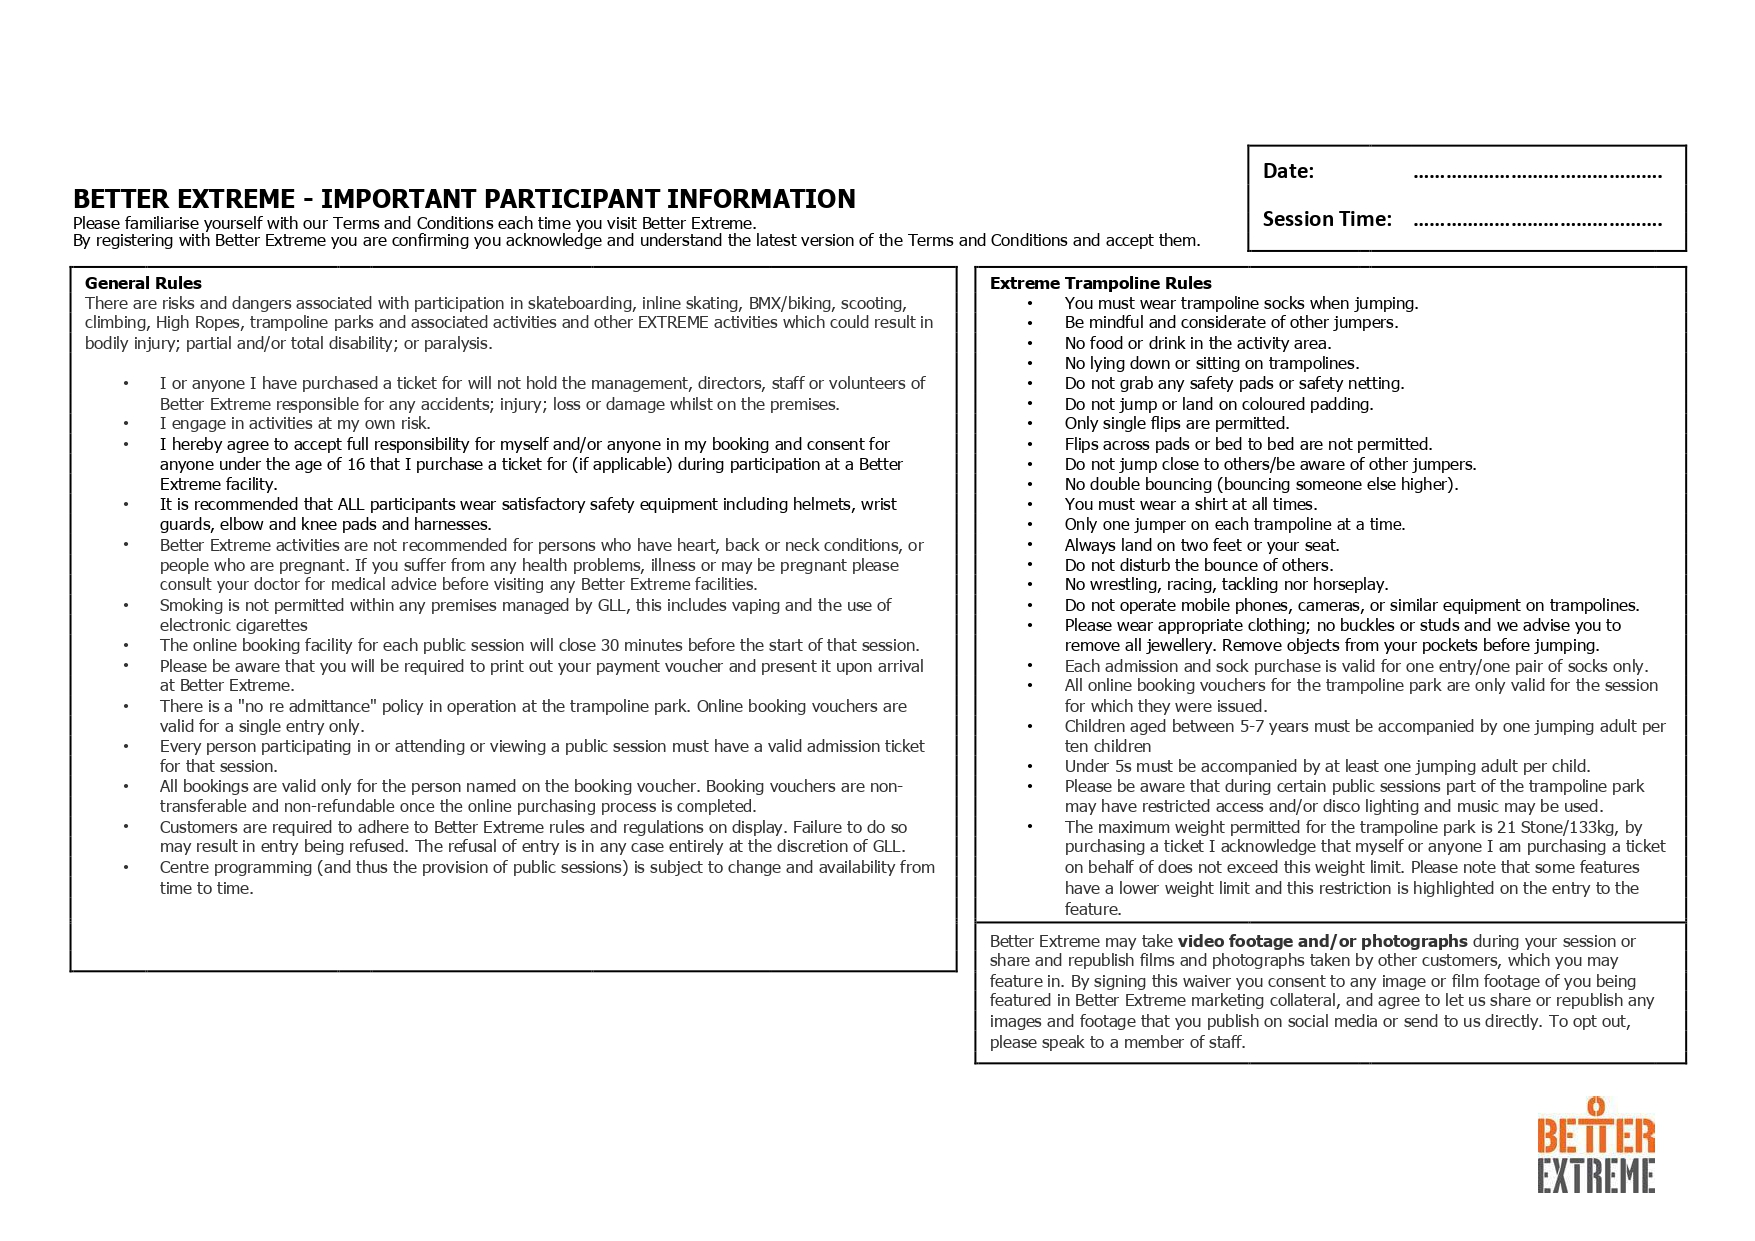 Date: ……………………………………….
Session Time: ……………………………………….
BETTER EXTREME - IMPORTANT PARTICIPANT INFORMATION
Please familiarise yourself with our Terms and Conditions each time you visit Better Extreme.
By registering with Better Extreme you are confirming you acknowledge and understand the latest version of the Terms and Conditions and accept them.
General Rules
There are risks and dangers associated with participation in skateboarding, inline skating, BMX/biking, scooting,
climbing, High Ropes, trampoline parks and associated activities and other EXTREME activities which could result in
bodily injury; partial and/or total disability; or paralysis.
• I or anyone I have purchased a ticket for will not hold the management, directors, staff or volunteers of
Better Extreme responsible for any accidents; injury; loss or damage whilst on the premises.
• I engage in activities at my own risk.
• I hereby agree to accept full responsibility for myself and/or anyone in my booking and consent for
anyone under the age of 16 that I purchase a ticket for (if applicable) during participation at a Better
Extreme facility.
• It is recommended that ALL participants wear satisfactory safety equipment including helmets, wrist
guards, elbow and knee pads and harnesses.
• Better Extreme activities are not recommended for persons who have heart, back or neck conditions, or
people who are pregnant. If you suffer from any health problems, illness or may be pregnant please
consult your doctor for medical advice before visiting any Better Extreme facilities.
• Smoking is not permitted within any premises managed by GLL, this includes vaping and the use of
electronic cigarettes
• The online booking facility for each public session will close 30 minutes before the start of that session.
• Please be aware that you will be required to print out your payment voucher and present it upon arrival
at Better Extreme.
• There is a "no re admittance" policy in operation at the trampoline park. Online booking vouchers are
valid for a single entry only.
• Every person participating in or attending or viewing a public session must have a valid admission ticket
for that session.
• All bookings are valid only for the person named on the booking voucher. Booking vouchers are non-
transferable and non-refundable once the online purchasing process is completed.
• Customers are required to adhere to Better Extreme rules and regulations on display. Failure to do so
may result in entry being refused. The refusal of entry is in any case entirely at the discretion of GLL.
• Centre programming (and thus the provision of public sessions) is subject to change and availability from
time to time.
Extreme Trampoline Rules
• You must wear trampoline socks when jumping.
• Be mindful and considerate of other jumpers.
• No food or drink in the activity area.
• No lying down or sitting on trampolines.
• Do not grab any safety pads or safety netting.
• Do not jump or land on coloured padding.
• Only single flips are permitted.
• Flips across pads or bed to bed are not permitted.
• Do not jump close to others/be aware of other jumpers.
• No double bouncing (bouncing someone else higher).
• You must wear a shirt at all times.
• Only one jumper on each trampoline at a time.
• Always land on two feet or your seat.
• Do not disturb the bounce of others.
• No wrestling, racing, tackling nor horseplay.
• Do not operate mobile phones, cameras, or similar equipment on trampolines.
• Please wear appropriate clothing; no buckles or studs and we advise you to
remove all jewellery. Remove objects from your pockets before jumping.
• Each admission and sock purchase is valid for one entry/one pair of socks only.
• All online booking vouchers for the trampoline park are only valid for the session
for which they were issued.
• Children aged between 5-7 years must be accompanied by one jumping adult per
ten children
• Under 5s must be accompanied by at least one jumping adult per child.
• Please be aware that during certain public sessions part of the trampoline park
may have restricted access and/or disco lighting and music may be used.
• The maximum weight permitted for the trampoline park is 21 Stone/133kg, by
purchasing a ticket I acknowledge that myself or anyone I am purchasing a ticket
on behalf of does not exceed this weight limit. Please note that some features
have a lower weight limit and this restriction is highlighted on the entry to the
feature.
Better Extreme may take video footage and/or photographs during your session or
share and republish films and photographs taken by other customers, which you may
feature in. By signing this waiver you consent to any image or film footage of you being
featured in Better Extreme marketing collateral, and agree to let us share or republish any
images and footage that you publish on social media or send to us directly. To opt out,
please speak to a member of staff.
BETTER
EXTREME